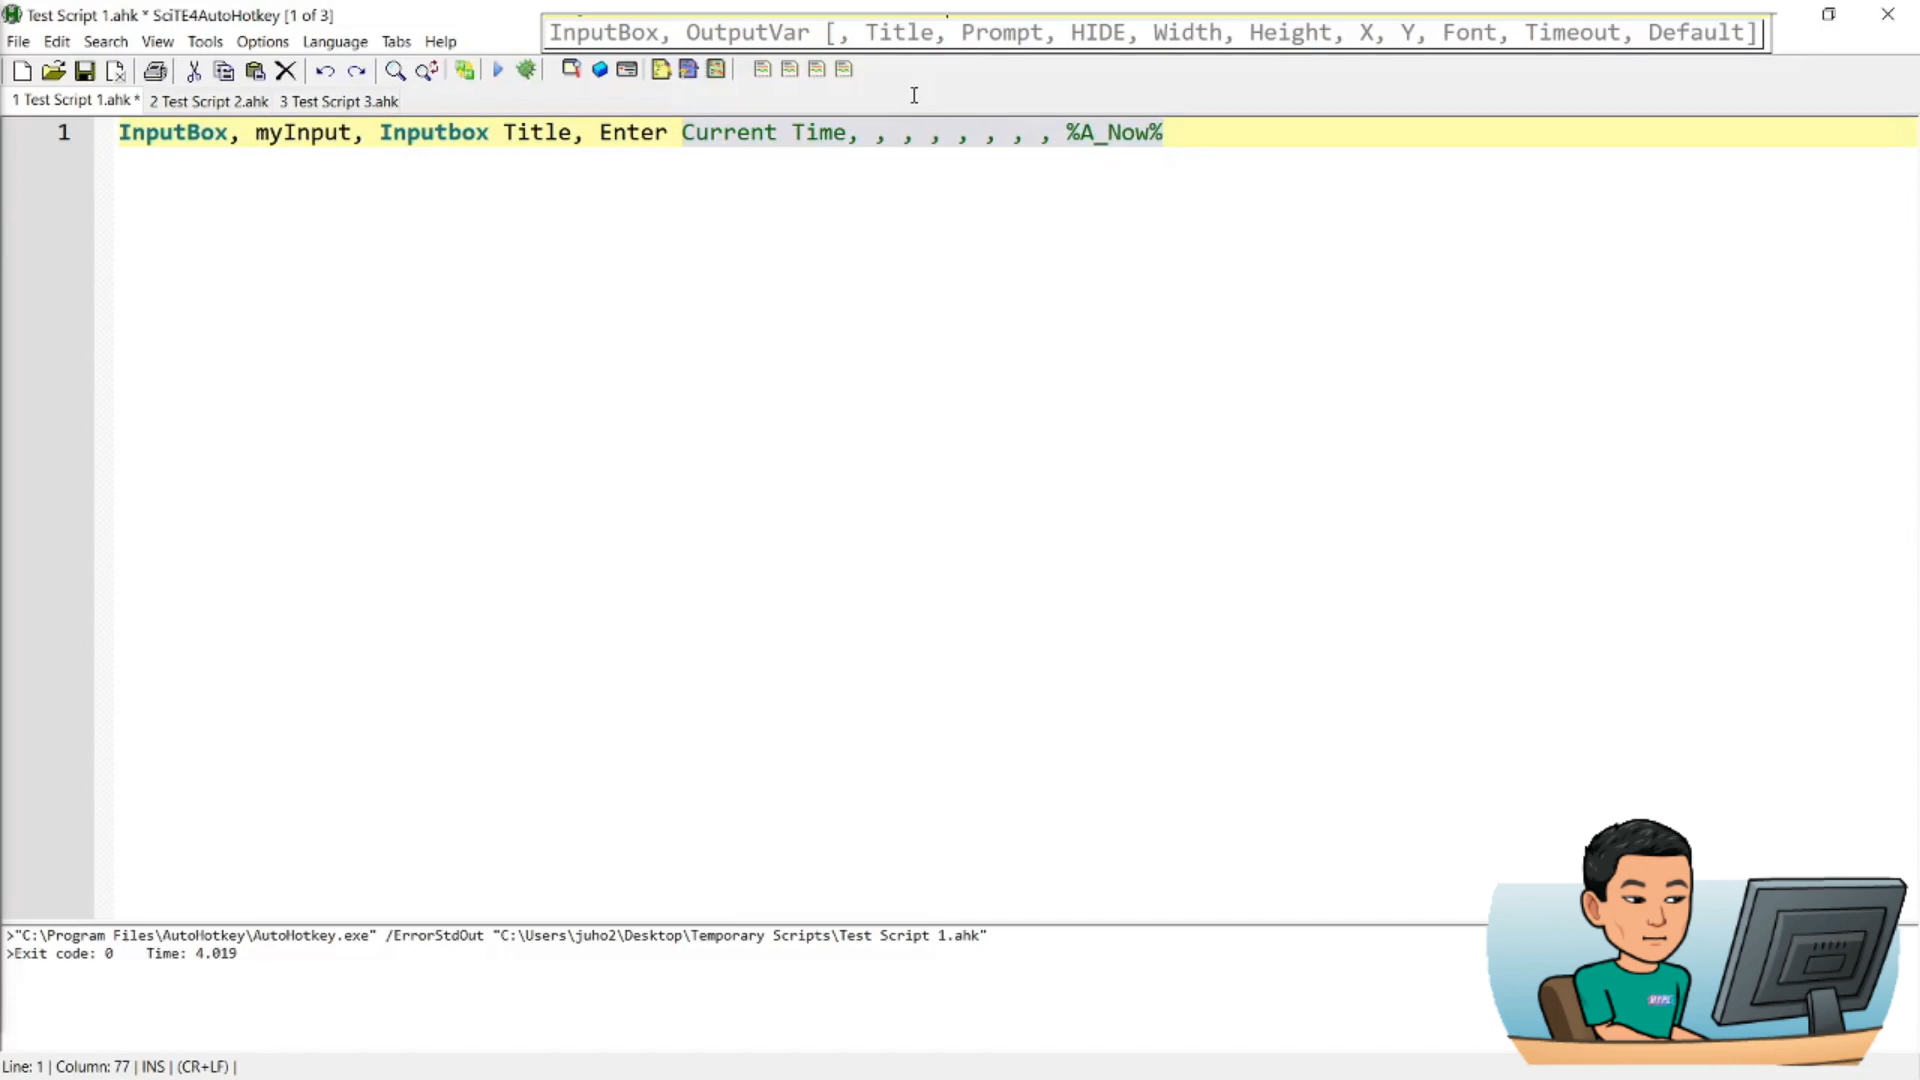 Test Script 1.ahk * SciTE4AutoHotkey [1 of 3]
InputBox, OutputVar [, Title, Prompt, HIDE, Width, Height, X, Y, Font, Timeout, Default]
File Edit Search View Tools Options Language Tabs Help
1 Test Script 1.ahk * 2 Test Script 2.ahk 3 Test Script 3.ahk
1 InputBox, myInput, Inputbox Title, Enter Current Time, , , , , , , , %A_Now%
>"C:\Program Files\AutoHotkey\AutoHotkey.exe" /ErrorStdOut "C:\Users\juho2\Desktop\Temporary Scripts\Test Script 1.ahk"
>Exit code: 0 Time: 4.019
Line: 1 | Column: 77 | INS | (CR+LF) |